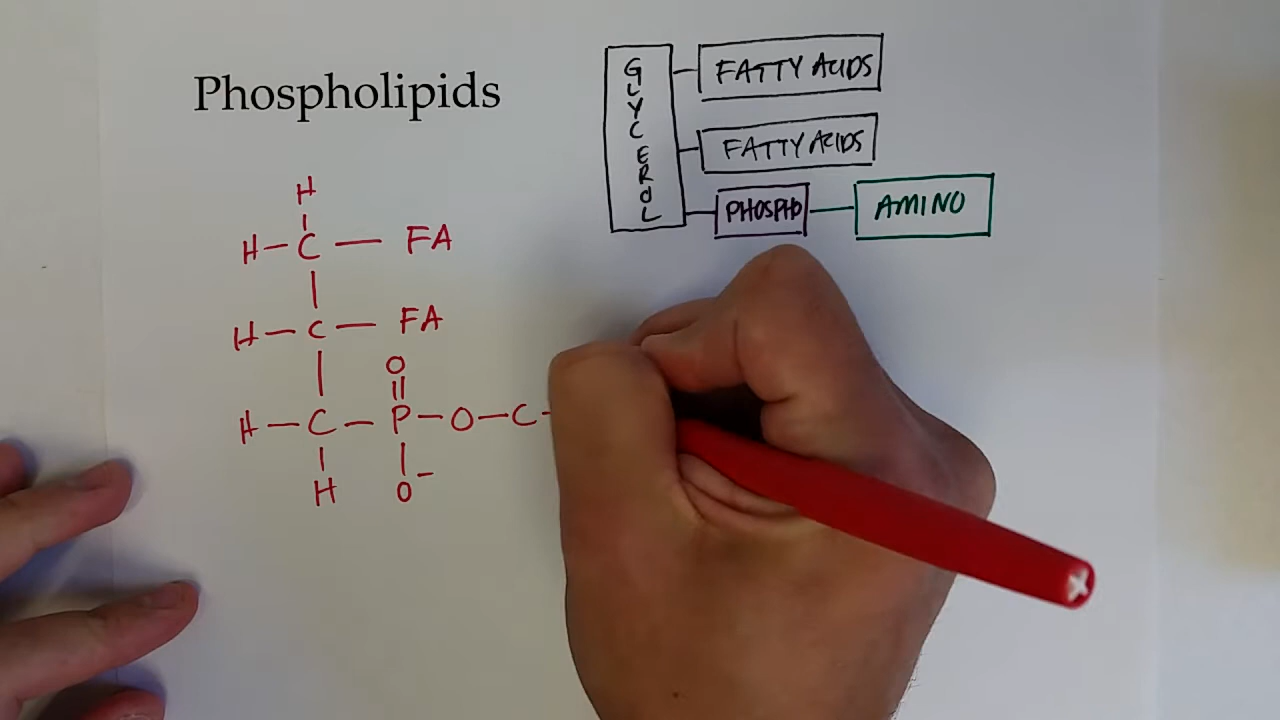 Phospholipids
GLYCEROL
FATTY ACIDS
FATTY ACIDS
PHOSPHO
AMINO
H
H-C-FA
H-C-FA
O
H-C-P-O-C-
H O⁻